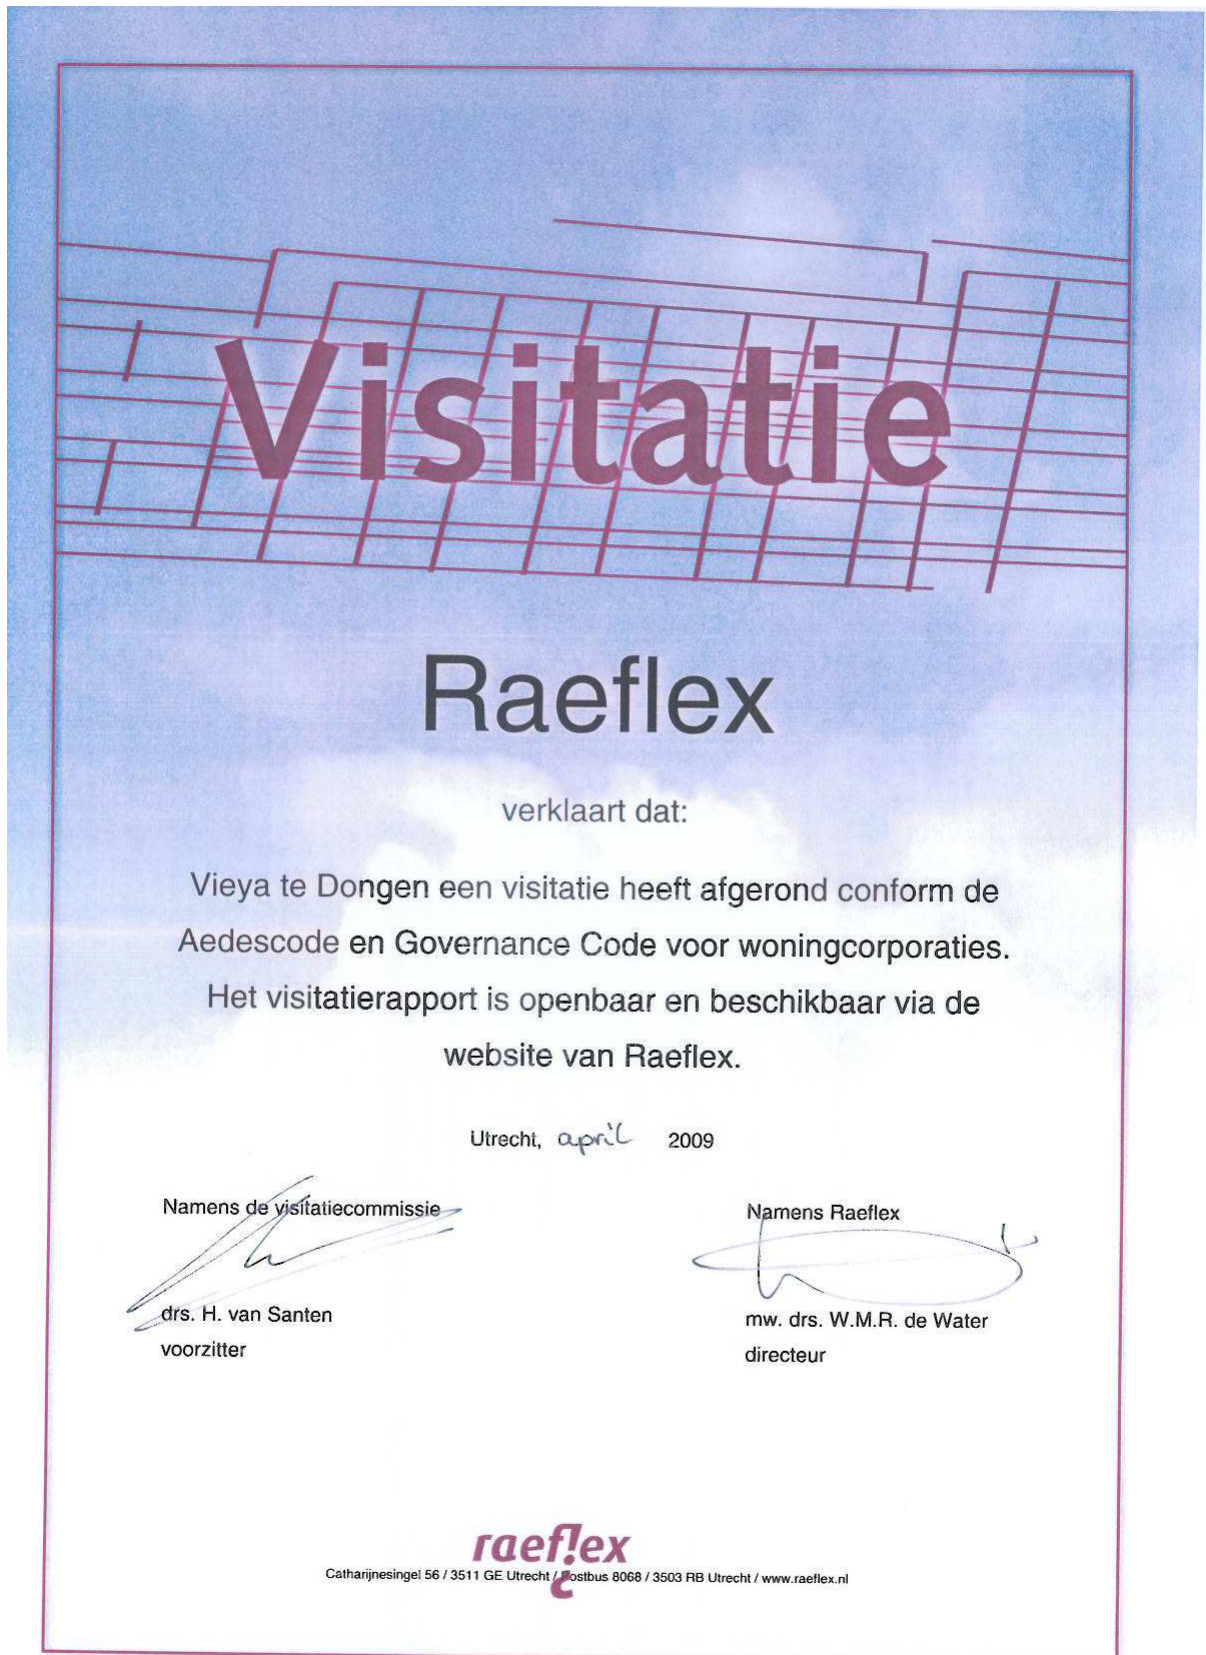 Visitatie
Raeflex
verklaart dat:
Vieya te Dongen een visitatie heeft afgerond conform de
Aedescode en Governance Code voor woningcorporaties.
Het visitatierapport is openbaar en beschikbaar via de
website van Raeflex.
Utrecht, april 2009
Namens de visitatiecommissie
Namens Raeflex
drs. H. van Santen
mw. drs. W.M.R. de Water
voorzitter
directeur
raeflex
Catharijnesingel 56 / 3511 GE Utrecht / Postbus 8068 / 3503 RB Utrecht / www.raeflex.nl